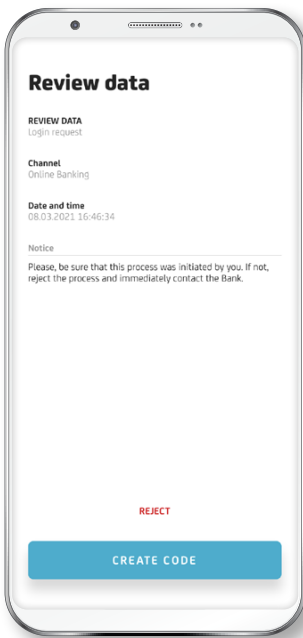 Review data
REVIEW DATA
Login request
Channel
Online Banking
Date and time
08.03.2021 16:46:34
Notice
Please, be sure that this process was initiated by you. If not,
reject the process and immediately contact the Bank.
REJECT
CREATE CODE